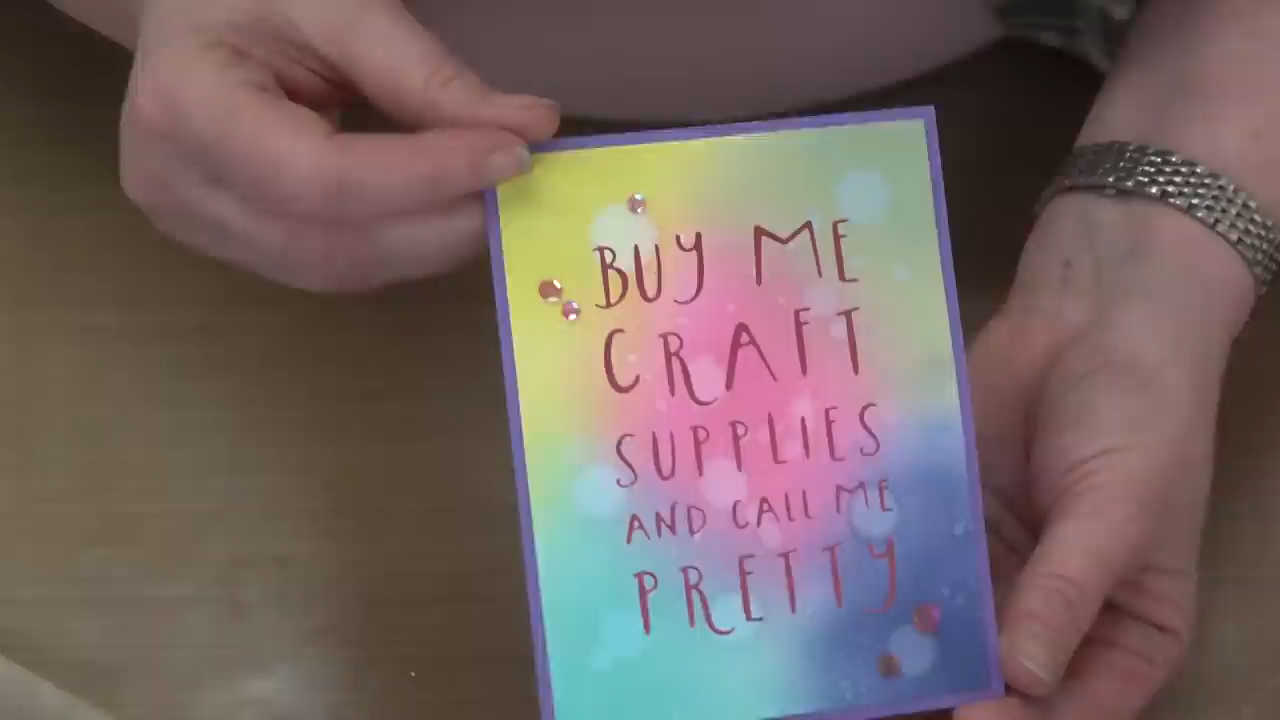 BUY ME
CRAFT
SUPPLIES
AND CALL ME
PRETTY